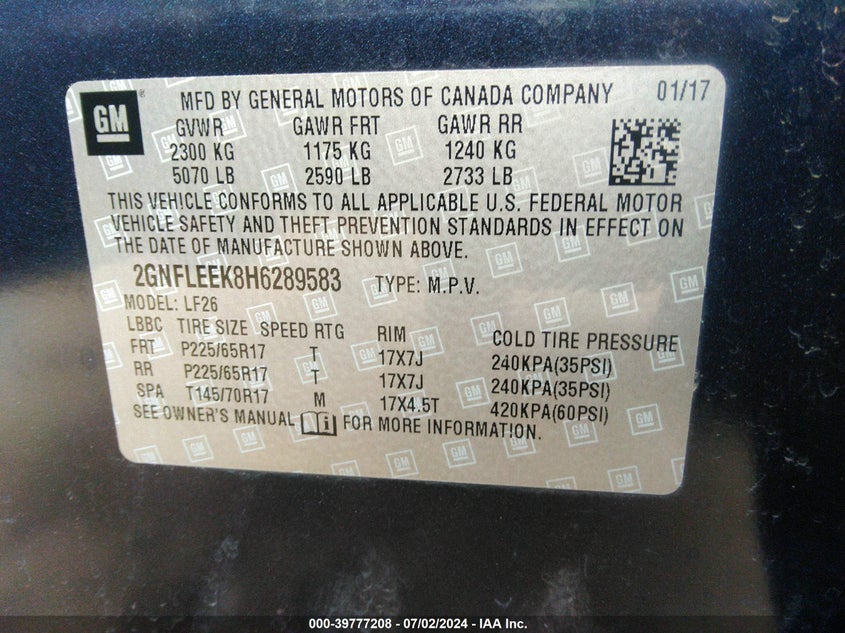 GM ® MFD BY GENERAL MOTORS OF CANADA COMPANY 01/17
GVWR GAWR FRT GAWR RR
2300 KG 1175 KG 1240 KG
5070 LB 2590 LB 2733 LB
THIS VEHICLE CONFORMS TO ALL APPLICABLE U.S. FEDERAL MOTOR
VEHICLE SAFETY AND THEFT PREVENTION STANDARDS IN EFFECT ON
THE DATE OF MANUFACTURE SHOWN ABOVE.
2GNFLEEK8H6289583 TYPE: M.P.V.
MODEL: LF26
LBBC TIRE SIZE SPEED RTG RIM COLD TIRE PRESSURE
FRT P225/65R17 T 17X7J 240KPA(35PSI)
RR P225/65R17 T 17X7J 240KPA(35PSI)
SPA T145/70R17 M 17X4.5T 420KPA(60PSI)
SEE OWNER'S MANUAL i FOR MORE INFORMATION.
000-39777208 - 07/02/2024 - IAA Inc.